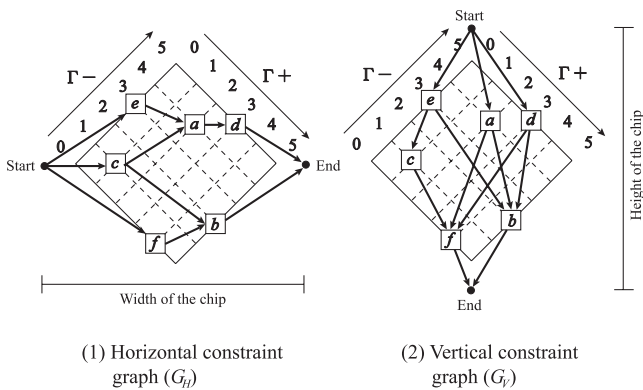 Start
Γ− 5 0 Γ+
4 1
3 2
2 e 3
1 a d 4
0 5
Start c End
f b
Width of the chip
Γ− 5 0 Γ+
4 1
3 2
2 e 3
1 a d 4
0 5
c
f b
End
Height of the chip
(1) Horizontal constraint
graph (G_H)
(2) Vertical constraint
graph (G_V)